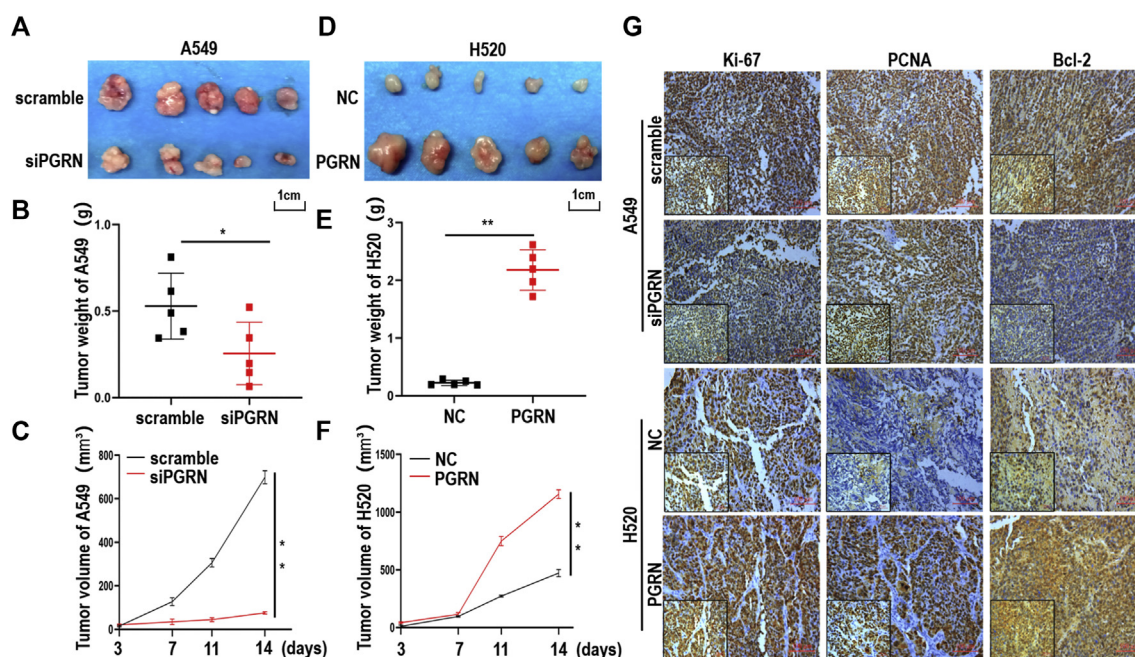 A
A549
scramble
siPGRN
1cm
D
H520
NC
PGRN
1cm
B
Tumor weight of A549 (g)
1.0
0.5
0.0
*
scramble
siPGRN
E
Tumor weight of H520 (g)
3
2
1
0
**
NC
PGRN
C
Tumor volume of A549 (mm³)
800
600
400
200
0
scramble
siPGRN
* *
3 7 11 14 (days)
F
Tumor volume of H520 (mm³)
1500
1000
500
0
NC
PGRN
* *
3 7 11 14 (days)
G
Ki-67 PCNA Bcl-2
A549
scramble
siPGRN
H520
NC
PGRN